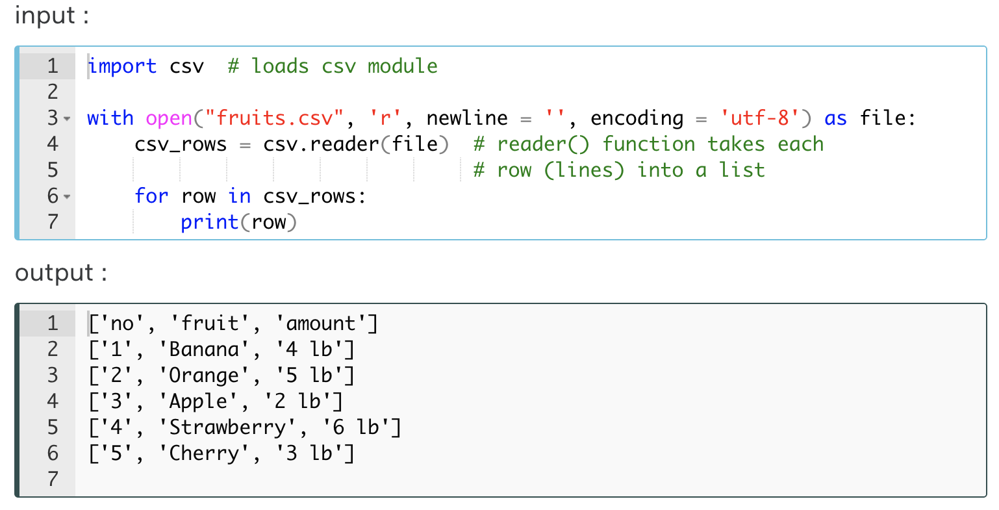 input :
1 import csv  # loads csv module
2
3 with open("fruits.csv", 'r', newline = '', encoding = 'utf-8') as file:
4     csv_rows = csv.reader(file)  # reader() function takes each
5                                  # row (lines) into a list
6     for row in csv_rows:
7         print(row)
output :
1 ['no', 'fruit', 'amount']
2 ['1', 'Banana', '4 lb']
3 ['2', 'Orange', '5 lb']
4 ['3', 'Apple', '2 lb']
5 ['4', 'Strawberry', '6 lb']
6 ['5', 'Cherry', '3 lb']
7